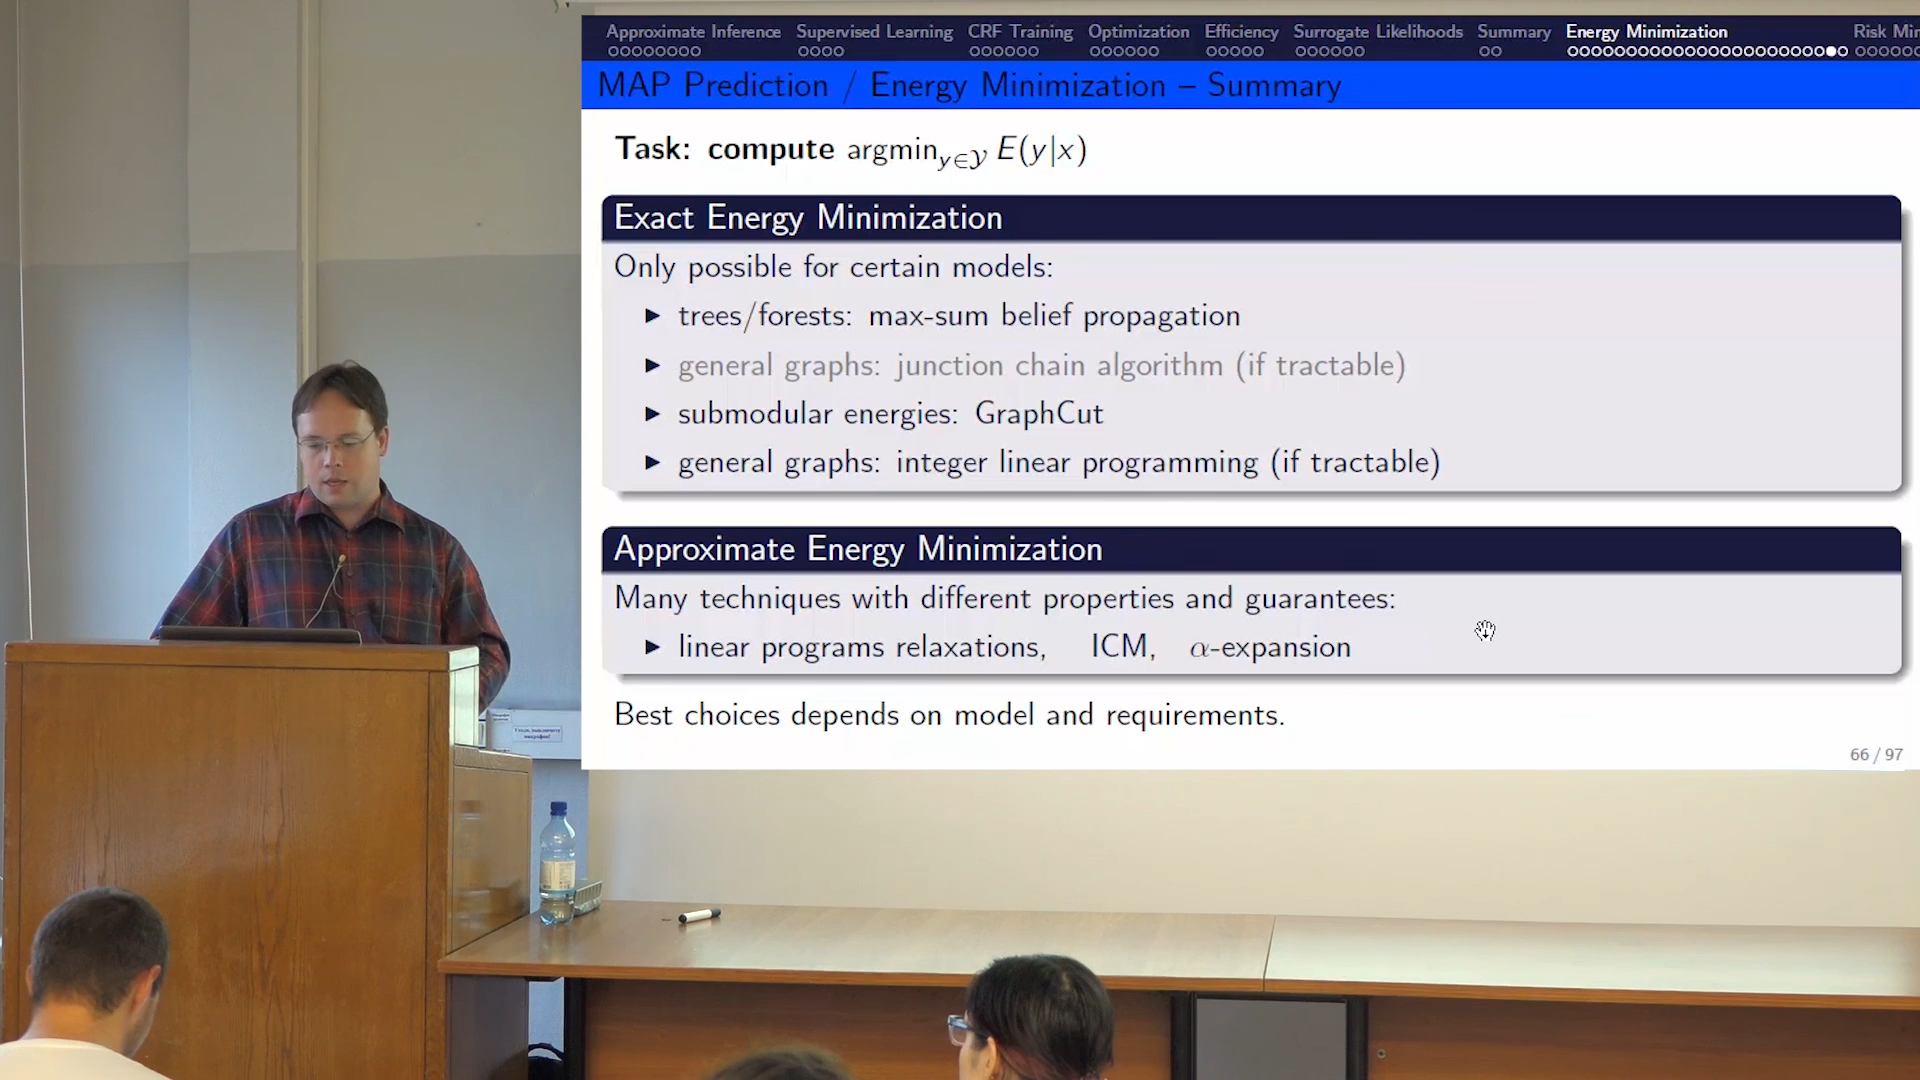 Approximate Inference Supervised Learning CRF Training Optimization Efficiency Surrogate Likelihoods Summary Energy Minimization Risk Min
MAP Prediction / Energy Minimization – Summary
Task: compute argmin_{y∈𝒴} E(y|x)
Exact Energy Minimization
Only possible for certain models:
▶ trees/forests: max-sum belief propagation
▶ general graphs: junction chain algorithm (if tractable)
▶ submodular energies: GraphCut
▶ general graphs: integer linear programming (if tractable)
Approximate Energy Minimization
Many techniques with different properties and guarantees:
▶ linear programs relaxations, ICM, α-expansion
Best choices depends on model and requirements.
66 / 97